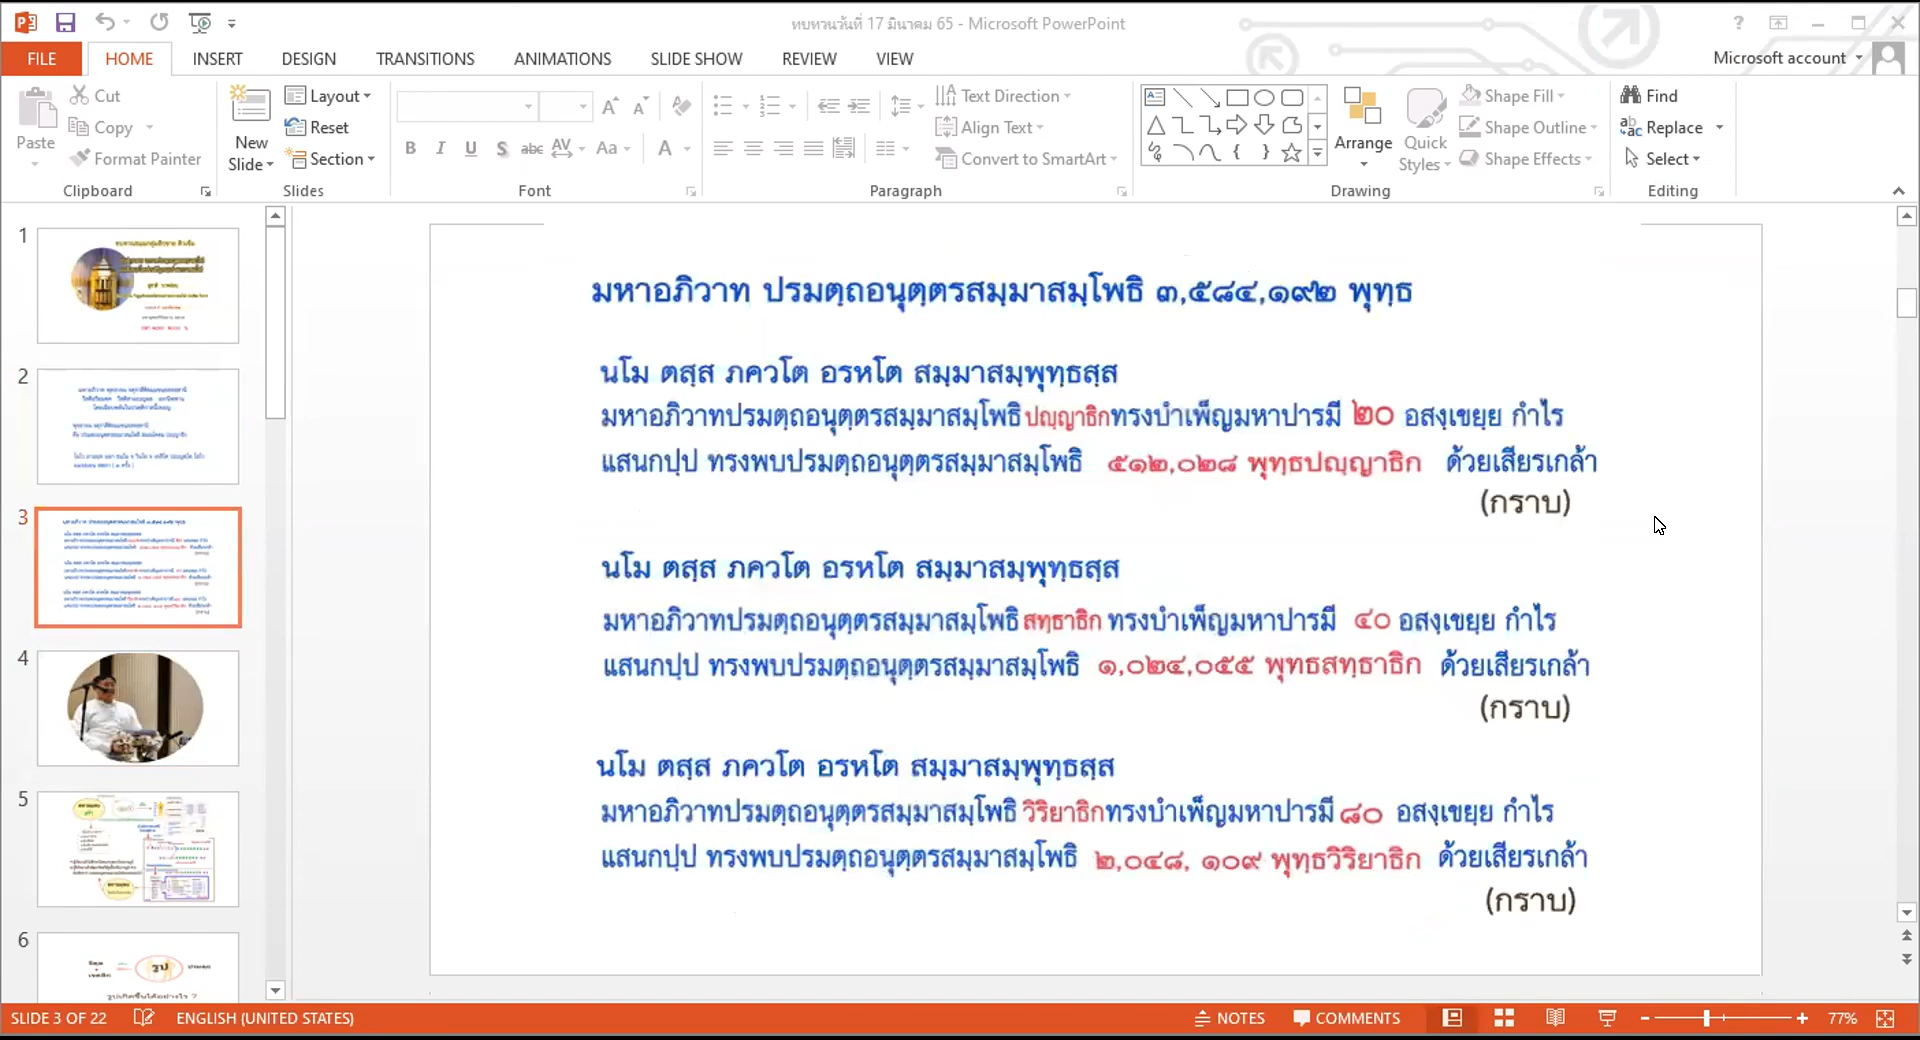 ทบทวนวันที่ 17 มีนาคม 65 - Microsoft PowerPoint
FILE HOME INSERT DESIGN TRANSITIONS ANIMATIONS SLIDE SHOW REVIEW VIEW Microsoft account
Paste Cut Copy Format Painter Clipboard
New Slide Layout Reset Section Slides
Font
Text Direction Align Text Convert to SmartArt Paragraph
Arrange Quick Styles Shape Fill Shape Outline Shape Effects Drawing
Find Replace Select Editing
1
2
3
4
5
6
รูป
มหาอภิวาท ปรมตฺถอนุตฺตรสมฺมาสมฺโพธิ ๓,๕๘๔,๑๙๒ พุทฺธ
นโม ตสฺส ภควโต อรหโต สมฺมาสมฺพุทฺธสฺส
มหาอภิวาทปรมตฺถอนุตฺตรสมฺมาสมฺโพธิปญฺญาธิกทรงบำเพ็ญมหาปารมี ๒๐ อสงฺเขยฺย กำไร
แสนกปฺป ทรงพบปรมตฺถอนุตฺตรสมฺมาสมฺโพธิ ๕๑๒,๐๒๘ พุทฺธปญฺญาธิก ด้วยเสียรเกล้า
(กราบ)
นโม ตสฺส ภควโต อรหโต สมฺมาสมฺพุทฺธสฺส
มหาอภิวาทปรมตฺถอนุตฺตรสมฺมาสมฺโพธิสทฺธาธิก ทรงบำเพ็ญมหาปารมี ๔๐ อสงฺเขยฺย กำไร
แสนกปฺป ทรงพบปรมตฺถอนุตฺตรสมฺมาสมฺโพธิ ๑,๐๒๔,๐๕๕ พุทธสทฺธาธิก ด้วยเสียรเกล้า
(กราบ)
นโม ตสฺส ภควโต อรหโต สมฺมาสมฺพุทฺธสฺส
มหาอภิวาทปรมตฺถอนุตฺตรสมฺมาสมฺโพธิ วิริยาธิกทรงบำเพ็ญมหาปารมี ๘๐ อสงฺเขยฺย กำไร
แสนกปฺป ทรงพบปรมตฺถอนุตฺตรสมฺมาสมฺโพธิ ๒,๐๔๘, ๑๐๙ พุทฺธวิริยาธิก ด้วยเสียรเกล้า
(กราบ)
SLIDE 3 OF 22 ENGLISH (UNITED STATES) NOTES COMMENTS 77%